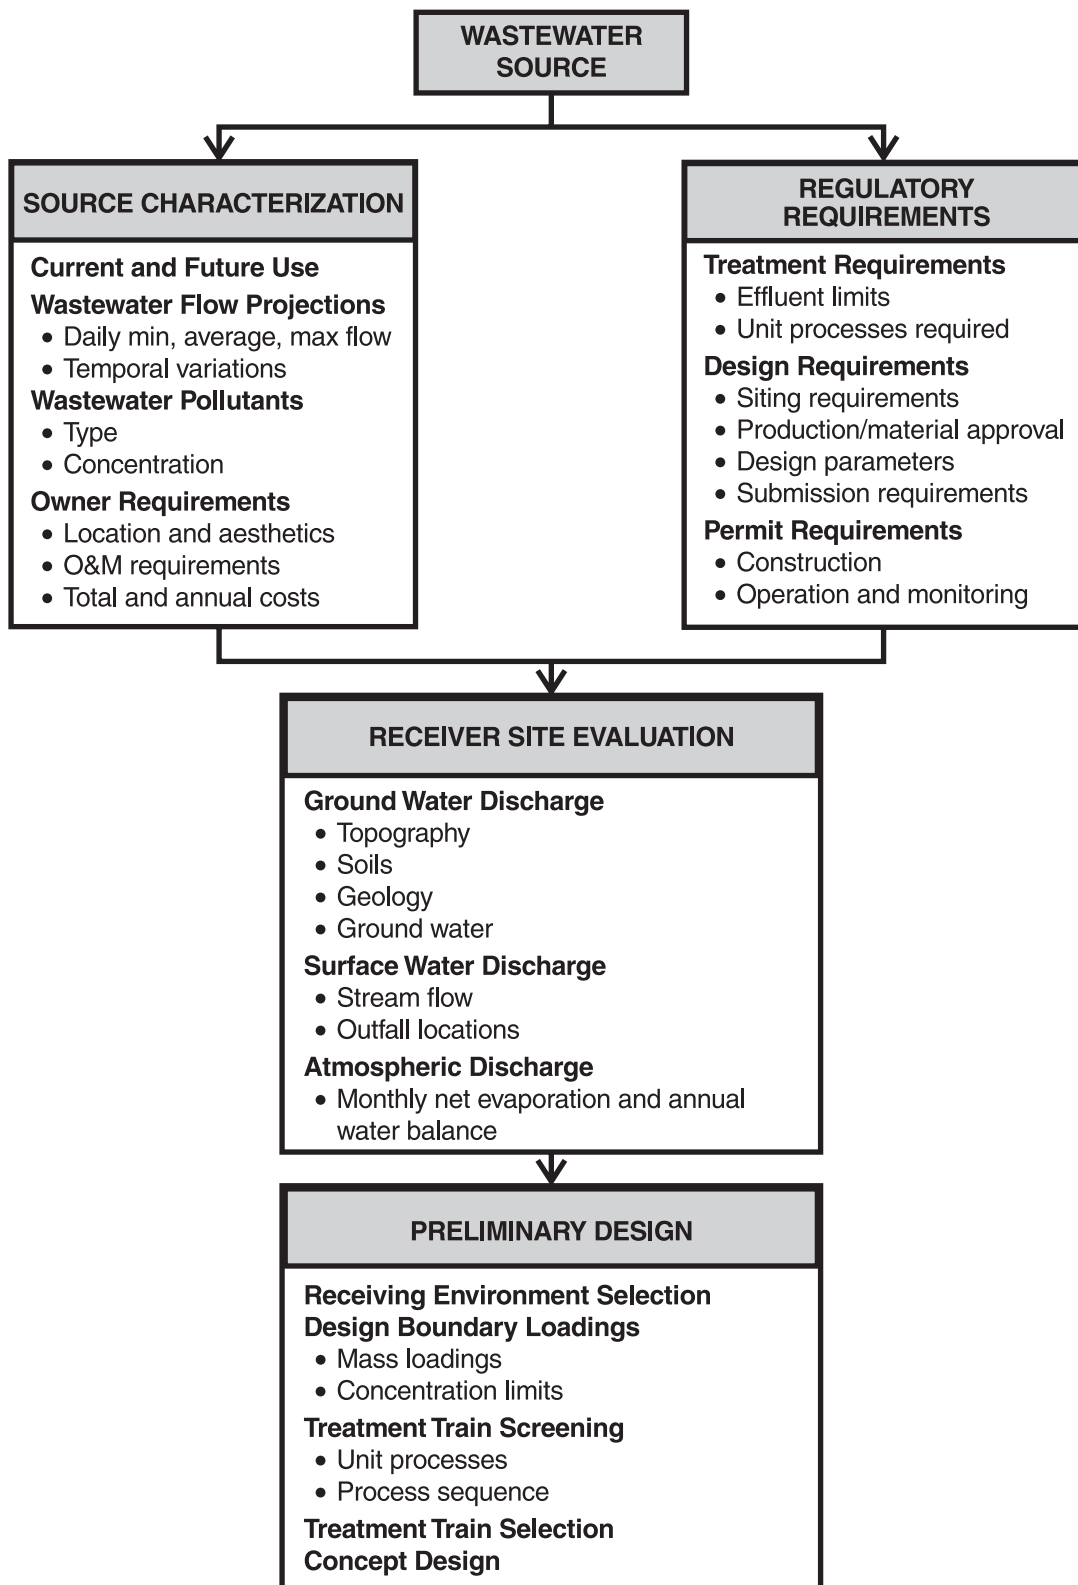 WASTEWATER
SOURCE
SOURCE CHARACTERIZATION
Current and Future Use
Wastewater Flow Projections
• Daily min, average, max flow
• Temporal variations
Wastewater Pollutants
• Type
• Concentration
Owner Requirements
• Location and aesthetics
• O&M requirements
• Total and annual costs
REGULATORY
REQUIREMENTS
Treatment Requirements
• Effluent limits
• Unit processes required
Design Requirements
• Siting requirements
• Production/material approval
• Design parameters
• Submission requirements
Permit Requirements
• Construction
• Operation and monitoring
RECEIVER SITE EVALUATION
Ground Water Discharge
• Topography
• Soils
• Geology
• Ground water
Surface Water Discharge
• Stream flow
• Outfall locations
Atmospheric Discharge
• Monthly net evaporation and annual
water balance
PRELIMINARY DESIGN
Receiving Environment Selection
Design Boundary Loadings
• Mass loadings
• Concentration limits
Treatment Train Screening
• Unit processes
• Process sequence
Treatment Train Selection
Concept Design